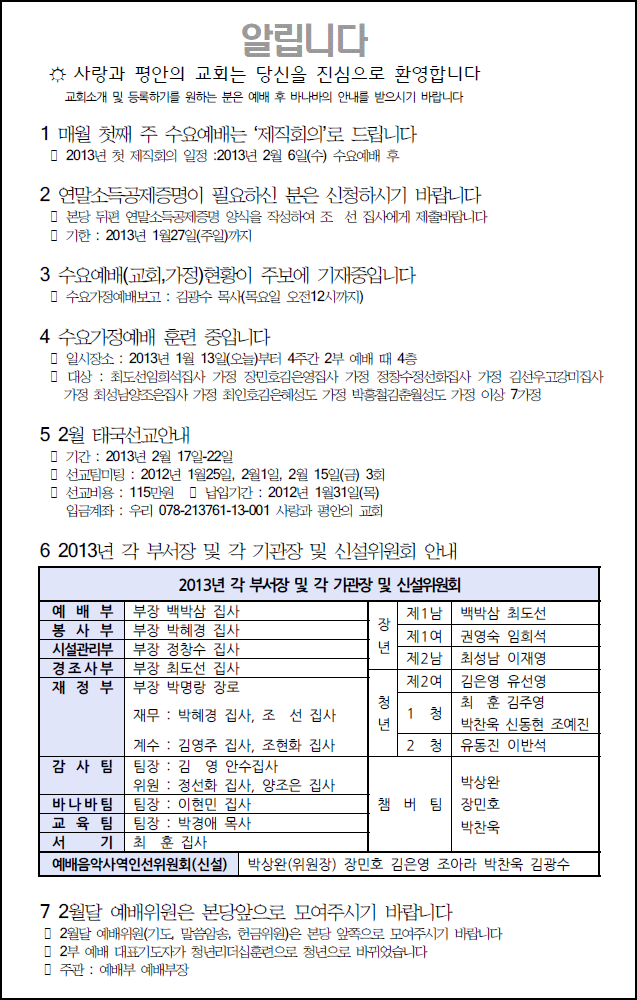 알립니다
☼ 사랑과 평안의 교회는 당신을 진심으로 환영합니다
교회소개 및 등록하기를 원하는 분은 예배 후 바나바의 안내를 받으시기 바랍니다
1 매월 첫째 주 수요예배는 ‘제직회의’로 드립니다
▯ 2013년 첫 제직회의 일정 :2013년 2월 6일(수) 수요예배 후
2 연말소득공제증명이 필요하신 분은 신청하시기 바랍니다
▯ 본당 뒤편 연말소득공제증명 양식을 작성하여 조 선 집사에게 제출바랍니다
▯ 기한 : 2013년 1월27일(주일)까지
3 수요예배(교회,가정)현황이 주보에 기재중입니다
▯ 수요가정예배보고 : 김광수 목사(목요일 오전12시까지)
4 수요가정예배 훈련 중입니다
▯ 일시장소 : 2013년 1월 13일(오늘)부터 4주간 2부 예배 때 4층
▯ 대상 : 최도선임희석집사 가정 장민호김은영집사 가정 정창수정선화집사 가정 김선우고강미집사
가정 최성남양조은집사 가정 최인호김은혜성도 가정 박흥철김춘월성도 가정 이상 7가정
5 2월 태국선교안내
▯ 기간 : 2013년 2월 17일-22일
▯ 선교팀미팅 : 2012년 1월25일, 2월1일, 2월 15일(금) 3회
▯ 선교비용 : 115만원 ▯ 납입기간 : 2012년 1월31일(목)
입금계좌 : 우리 078-213761-13-001 사랑과 평안의 교회
6 2013년 각 부서장 및 각 기관장 및 신설위원회 안내
2013년 각 부서장 및 각 기관장 및 신설위원회
예 배 부 부장 백박삼 집사
봉 사 부 부장 박혜경 집사
시설관리부 부장 정창수 집사
경조사부 부장 최도선 집사
재 정 부 부장 박명랑 장로
재무 : 박혜경 집사, 조 선 집사
계수 : 김영주 집사, 조현화 집사
감 사 팀 팀장 : 김 영 안수집사
위원 : 정선화 집사, 양조은 집사
바나바팀 팀장 : 이현민 집사
교 육 팀 팀장 : 박경애 목사
서 기 최 훈 집사
장년 제1남 백박삼 최도선
제1여 권영숙 임희석
제2남 최성남 이재영
제2여 김은영 유선영
청년 1 청 최 훈 김주영
박찬욱 신동현 조예진
2 청 유동진 이반석
챔 버 팀 박상완
장민호
박찬욱
예배음악사역인선위원회(신설) 박상완(위원장) 장민호 김은영 조아라 박찬욱 김광수
7 2월달 예배위원은 본당앞으로 모여주시기 바랍니다
▯ 2월달 예배위원(기도, 말씀암송, 헌금위원)은 본당 앞쪽으로 모여주시기 바랍니다
▯ 2부 예배 대표기도자가 청년리더십훈련으로 청년으로 바뀌었습니다
▯ 주관 : 예배부 예배부장